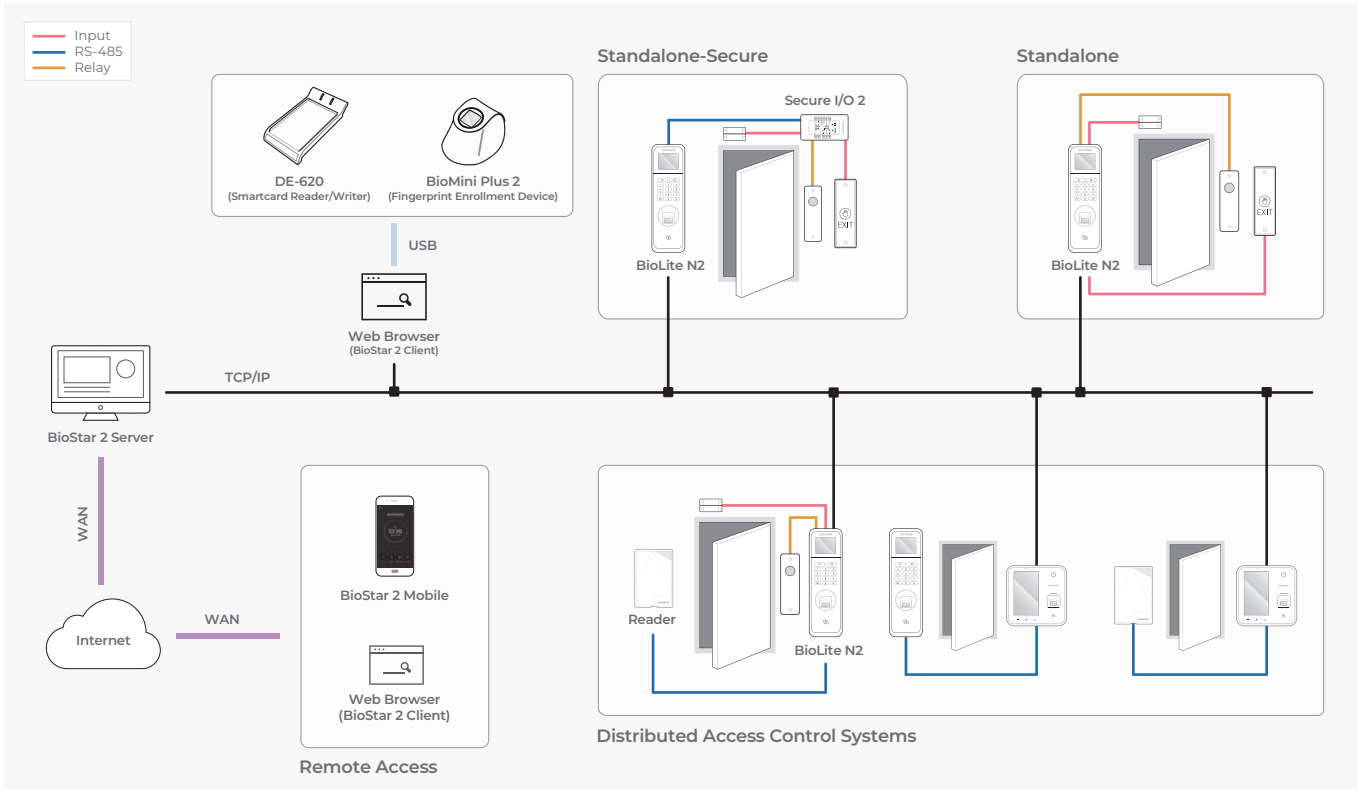 Input
RS-485
Relay
DE-620
(Smartcard Reader/Writer)
BioMini Plus 2
(Fingerprint Enrollment Device)
USB
Web Browser
(BioStar 2 Client)
Standalone-Secure
Secure I/O 2
EXIT
BioLite N2
Standalone
EXIT
BioLite N2
TCP/IP
BioStar 2 Server
WAN
Internet
WAN
BioStar 2 Mobile
Web Browser
(BioStar 2 Client)
Remote Access
Reader
BioLite N2
Distributed Access Control Systems